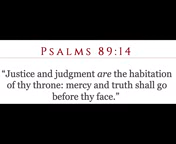 Psalms 89:14
“Justice and judgment are the habitation
of thy throne: mercy and truth shall go
before thy face.”